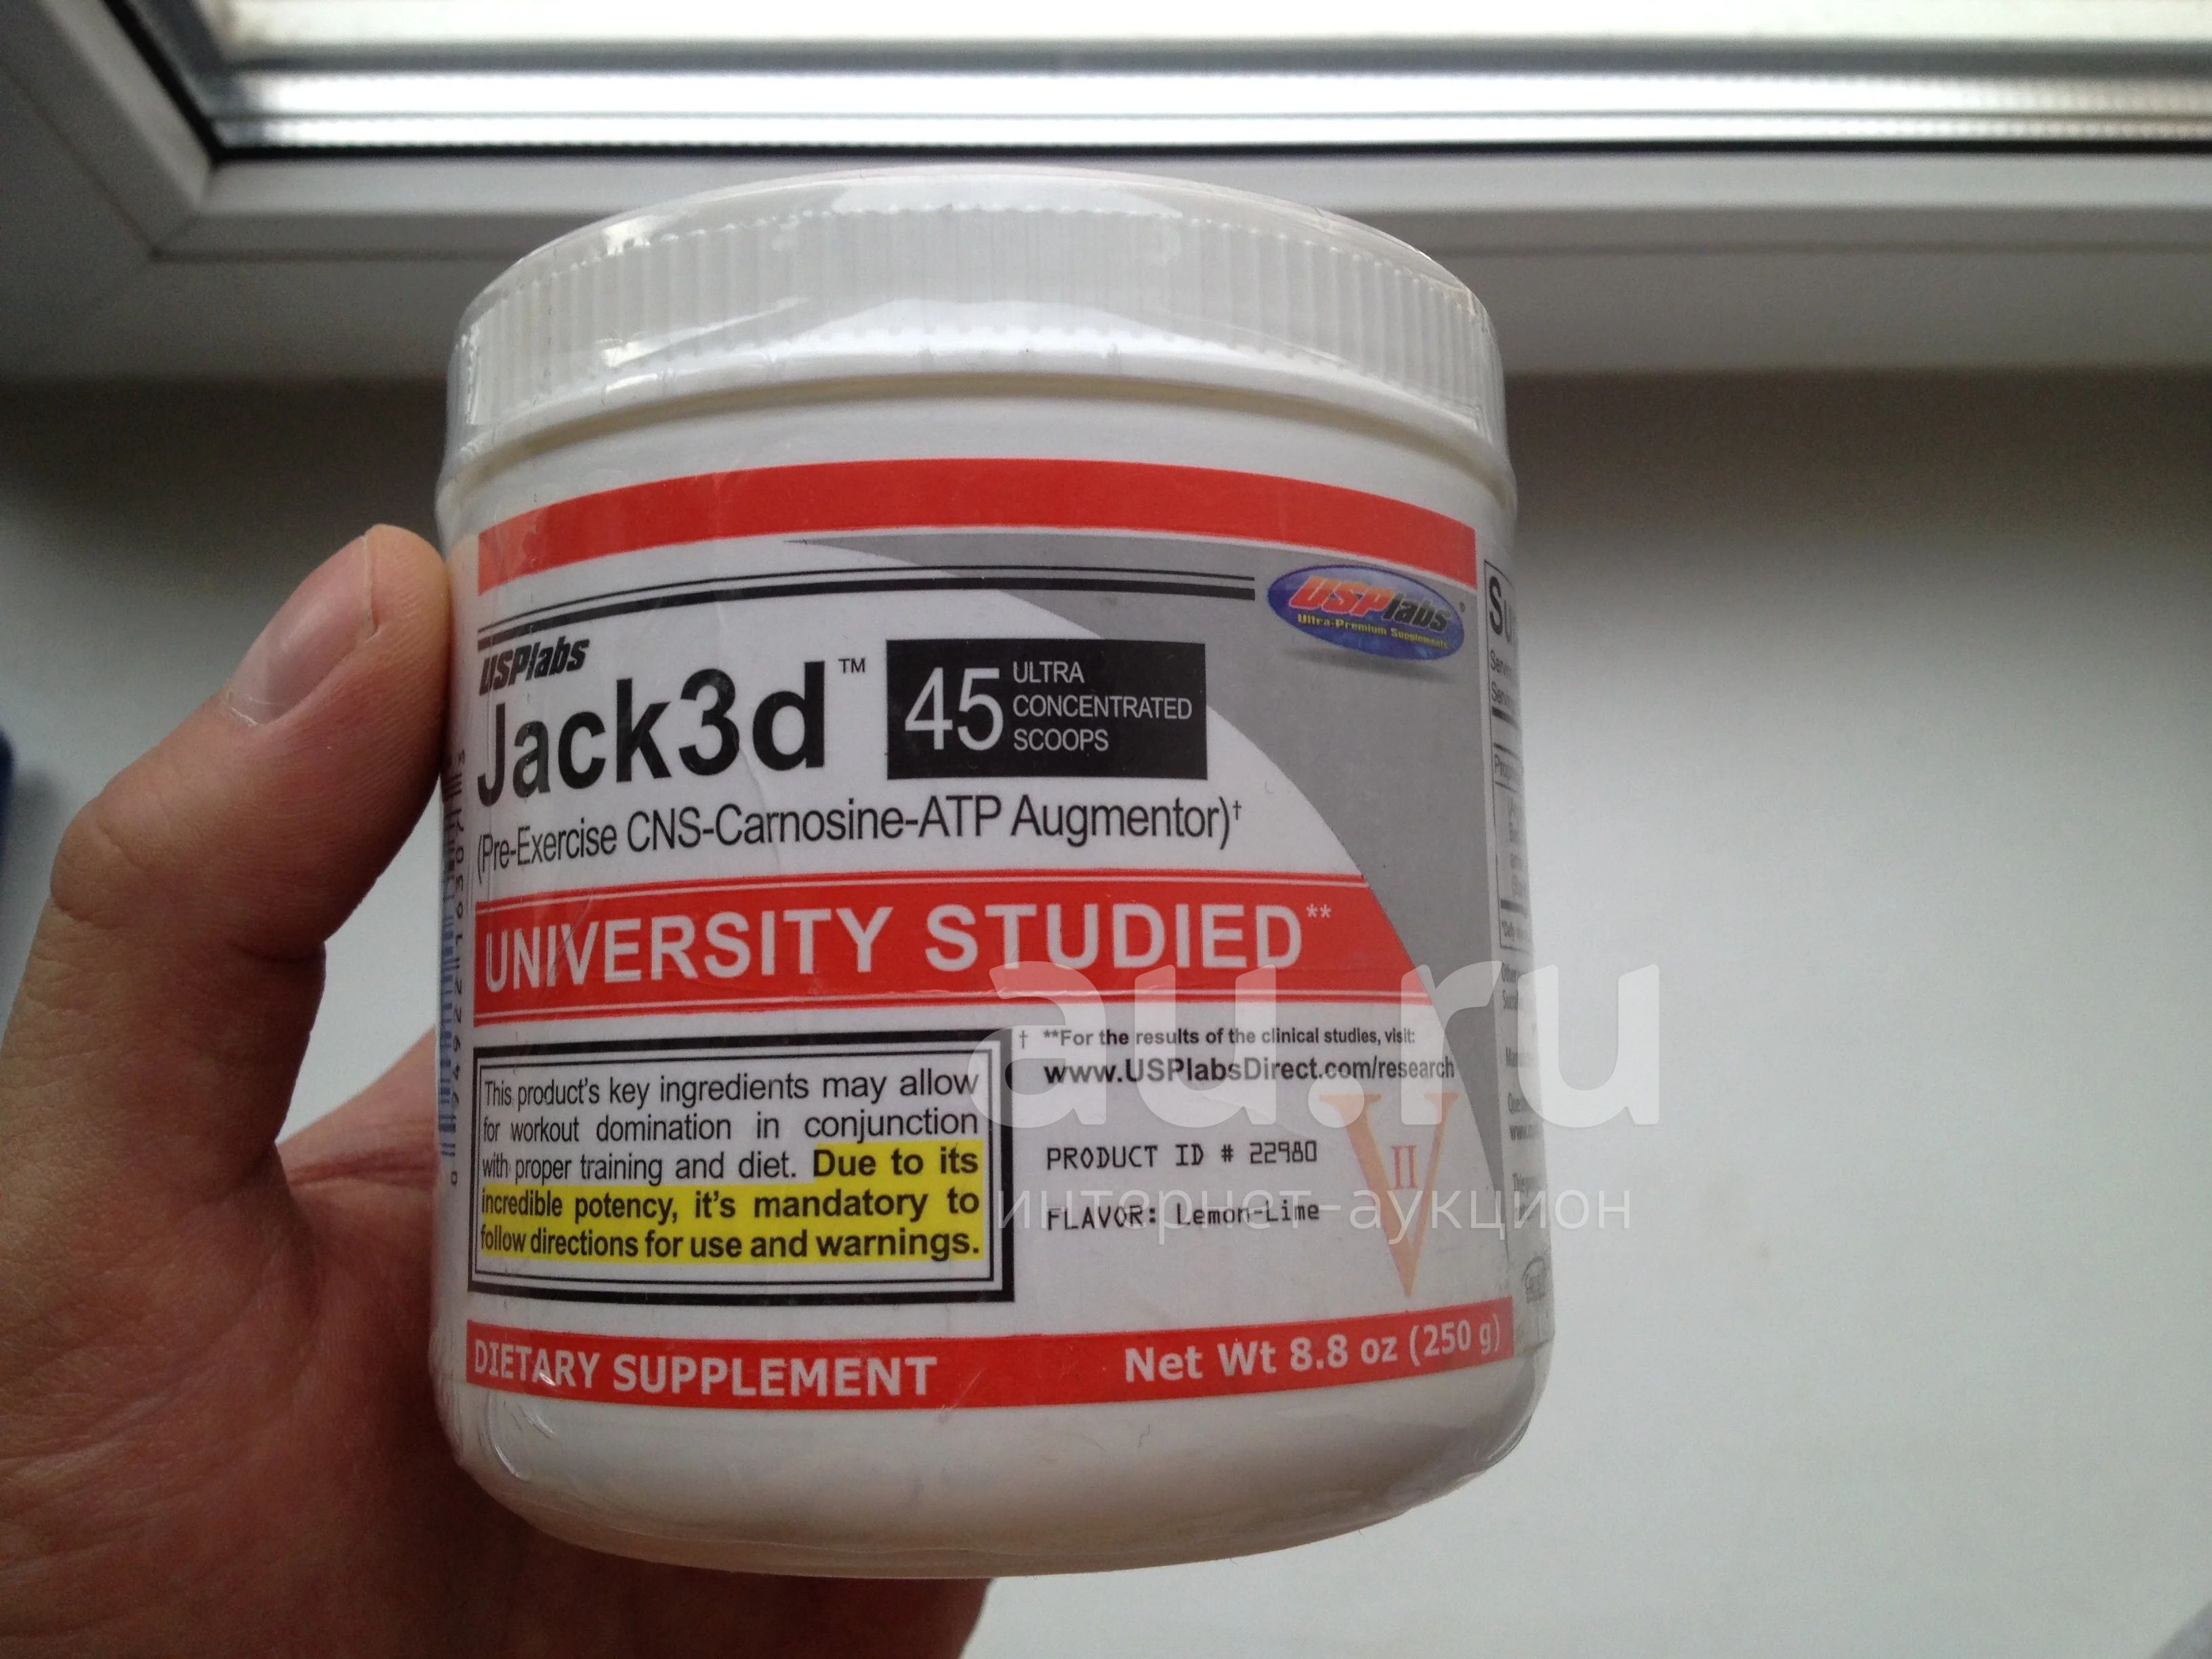 USPlabs
Jack3d™
45 ULTRA
CONCENTRATED
SCOOPS
USPlabs
Ultra-Premium Supplements
(Pre-Exercise CNS-Carnosine-ATP Augmentor)†
UNIVERSITY STUDIED**
This product's key ingredients may allow
for workout domination in conjunction
with proper training and diet. Due to its
incredible potency, it's mandatory to
follow directions for use and warnings.
† **For the results of the clinical studies, visit:
www.USPlabsDirect.com/research
PRODUCT ID # 22980
FLAVOR: Lemon-Lime
V
II
DIETARY SUPPLEMENT
Net Wt 8.8 oz (250 g)
au.ru
интернет-аукцион